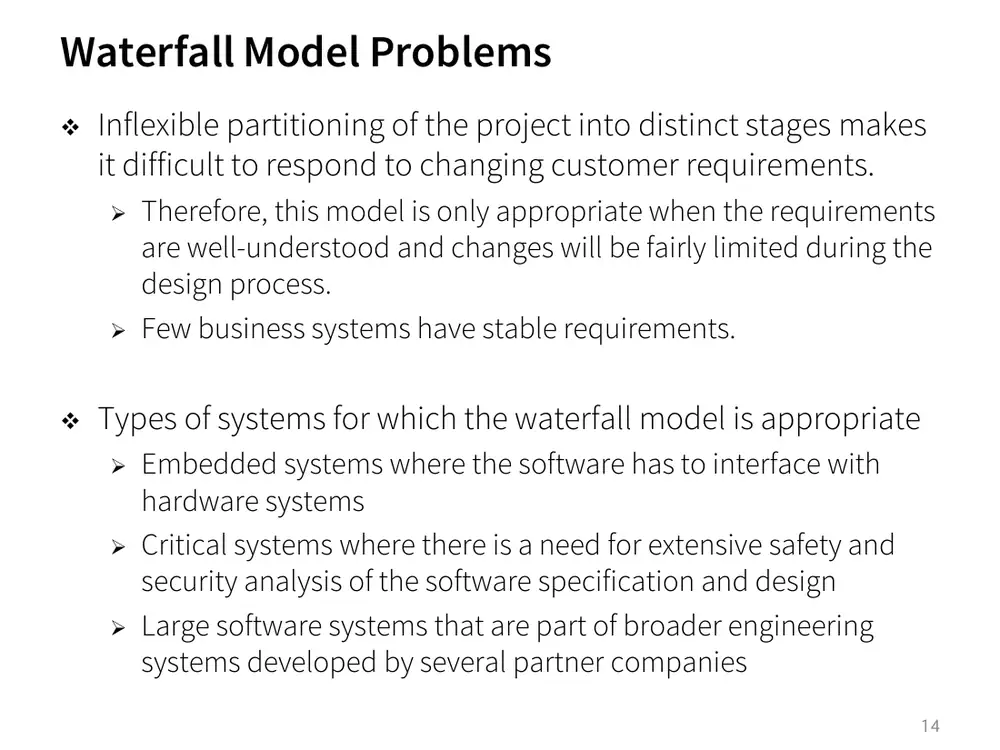 Waterfall Model Problems
❖ Inflexible partitioning of the project into distinct stages makes
it difficult to respond to changing customer requirements.
➢ Therefore, this model is only appropriate when the requirements
are well-understood and changes will be fairly limited during the
design process.
➢ Few business systems have stable requirements.
❖ Types of systems for which the waterfall model is appropriate
➢ Embedded systems where the software has to interface with
hardware systems
➢ Critical systems where there is a need for extensive safety and
security analysis of the software specification and design
➢ Large software systems that are part of broader engineering
systems developed by several partner companies
14